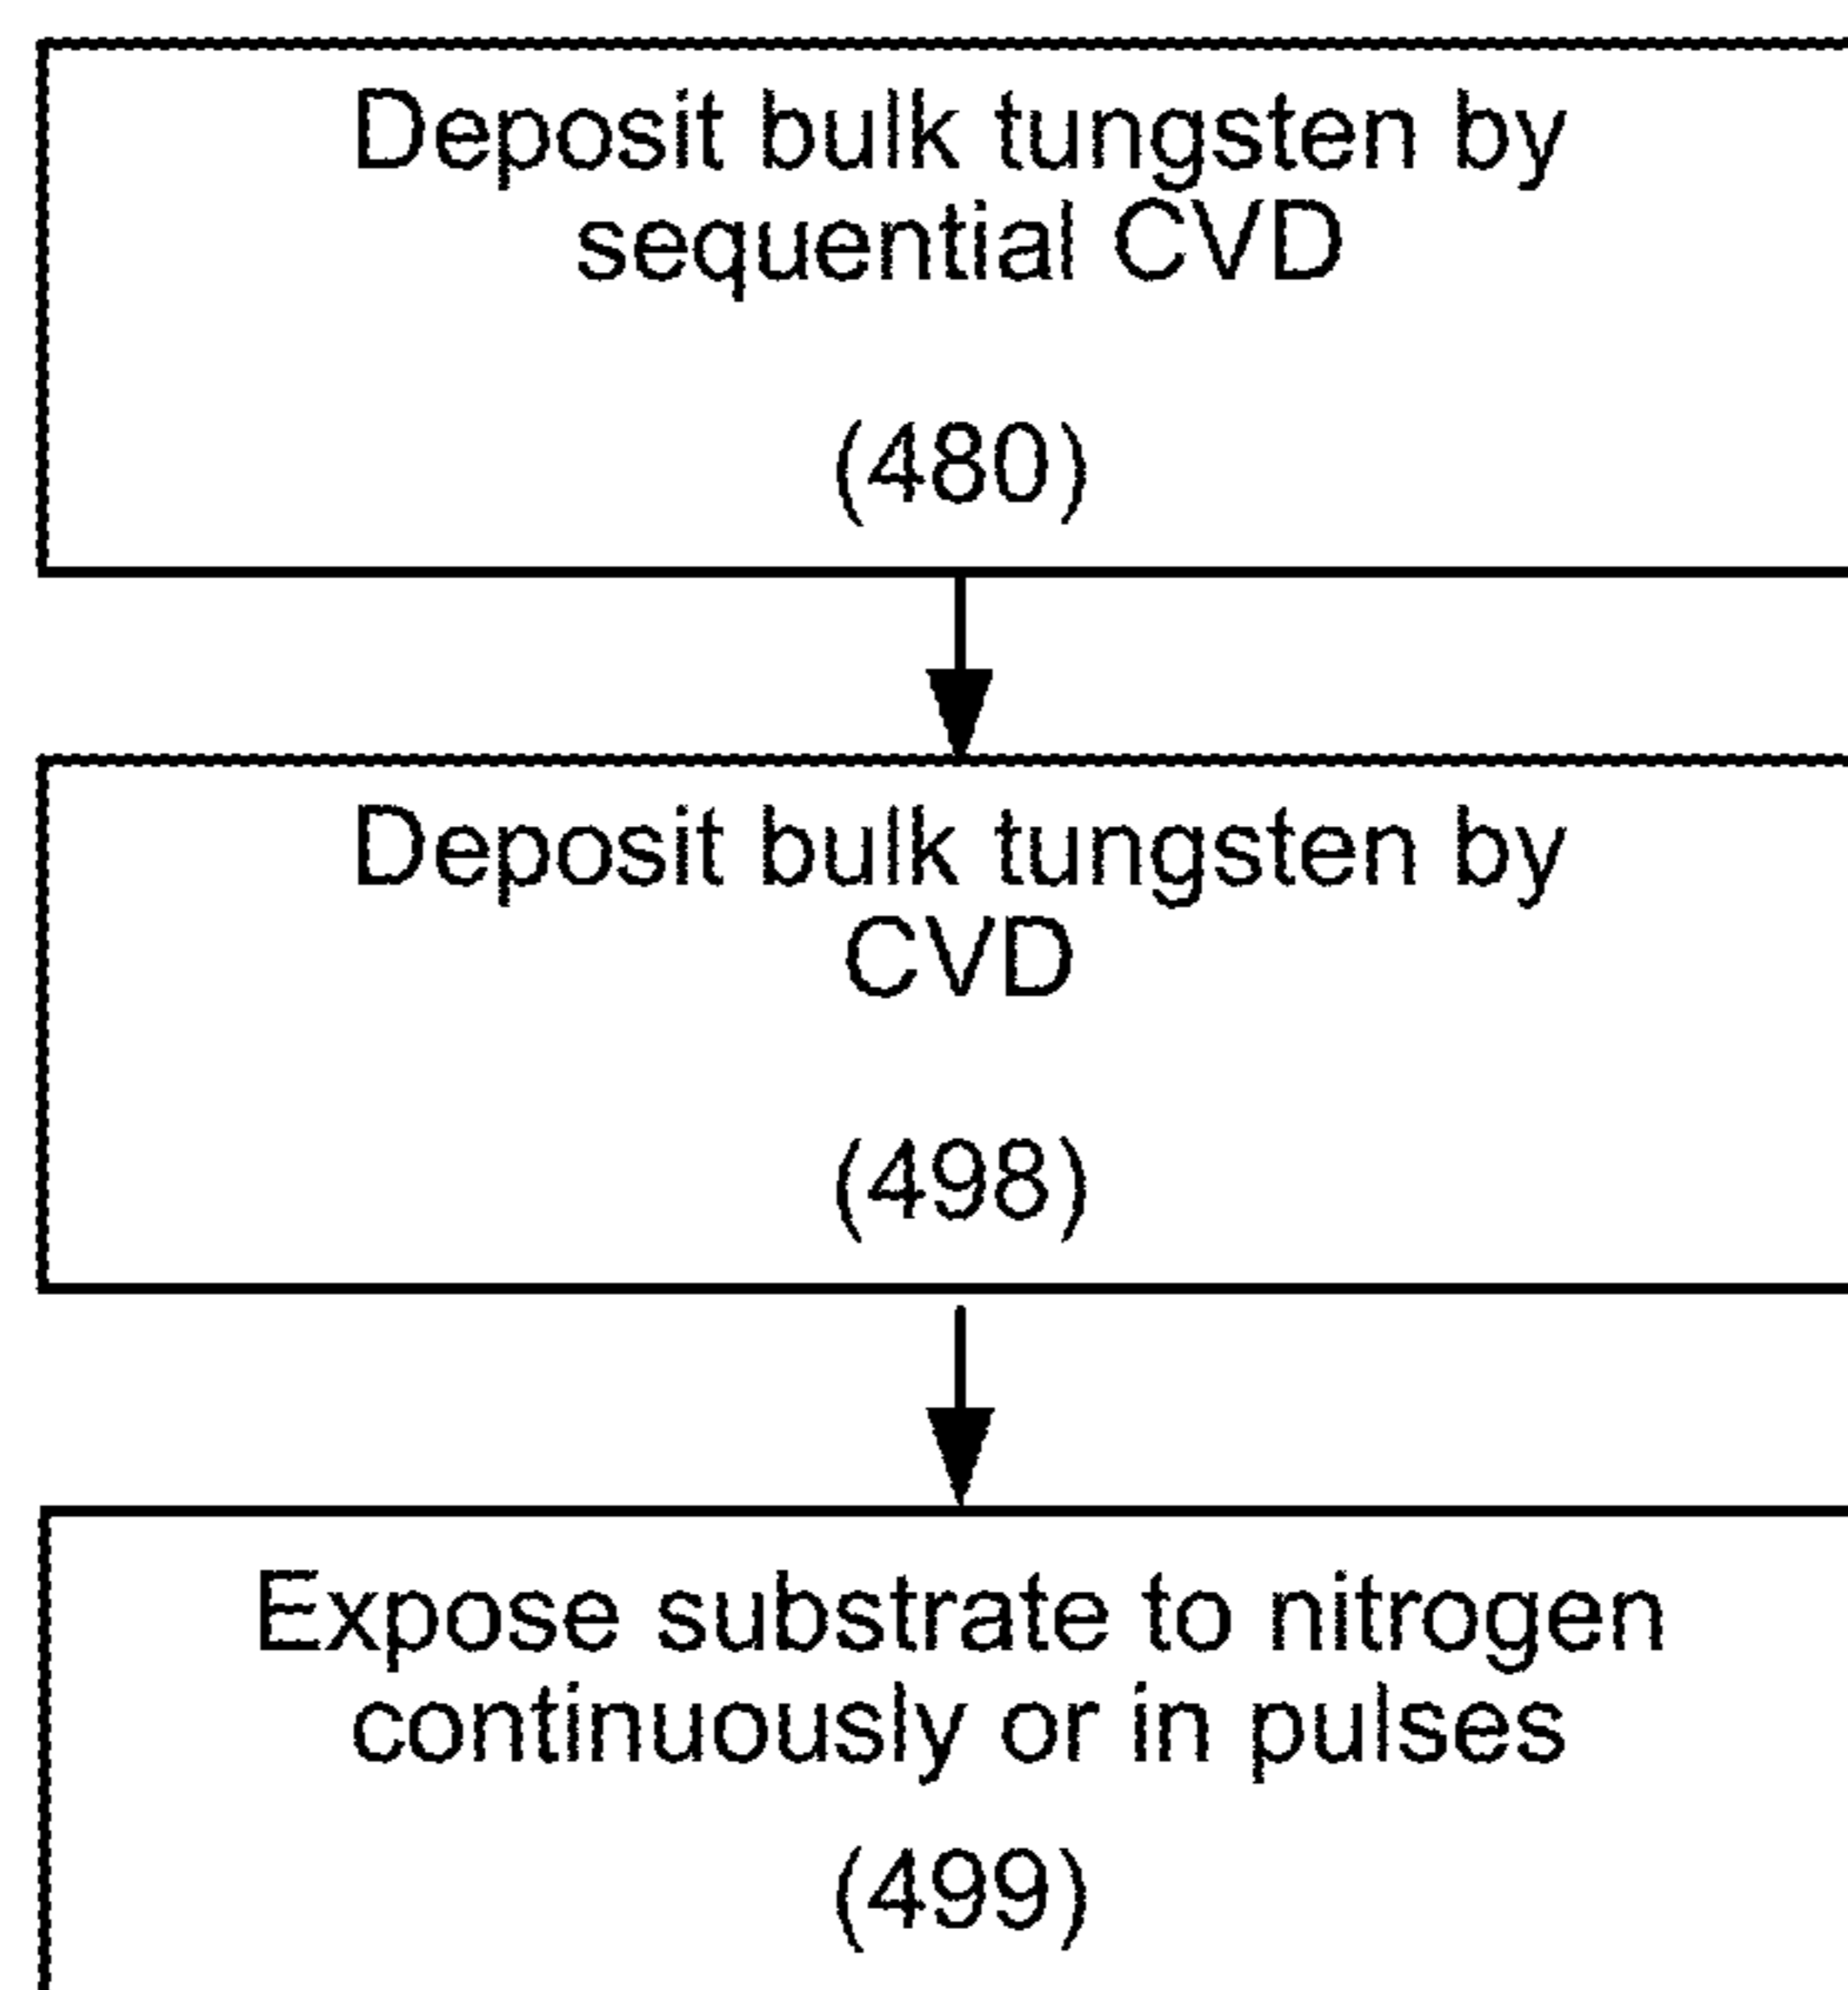 Deposit bulk tungsten by
sequential CVD
(480)
Deposit bulk tungsten by
CVD
(498)
Expose substrate to nitrogen
continuously or in pulses
(499)